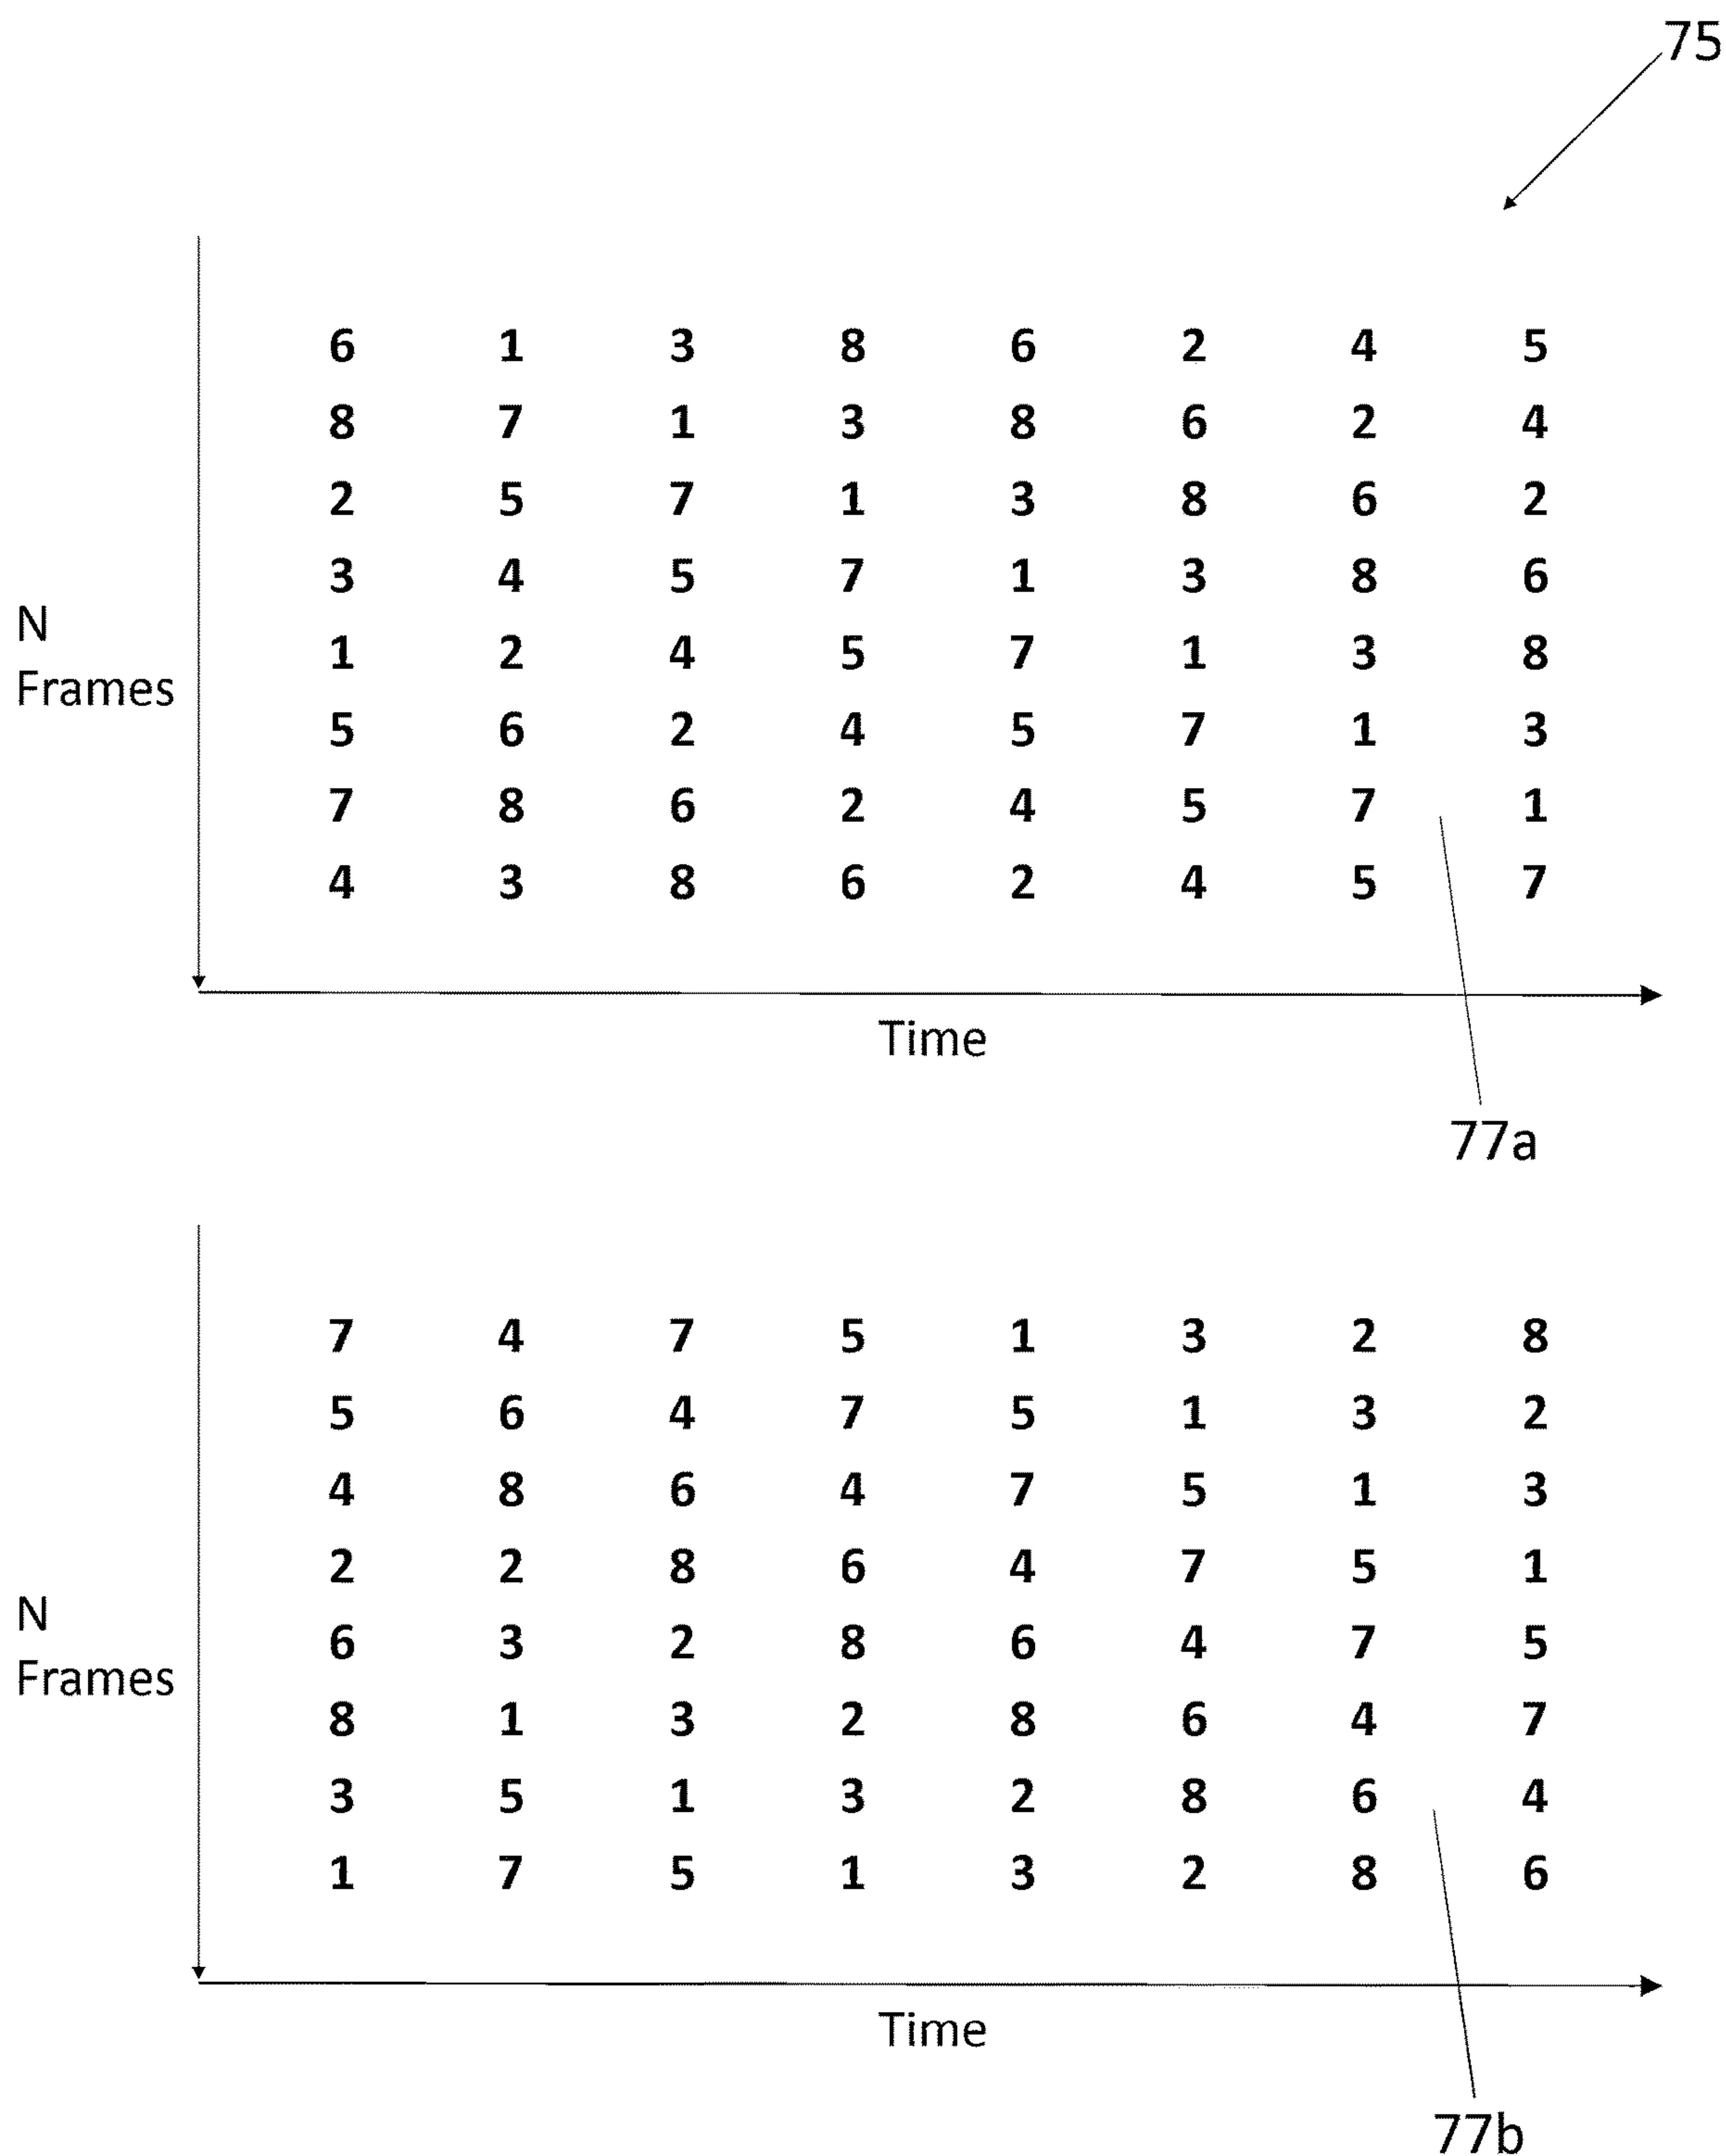 75
6 1 3 8 6 2 4 5
8 7 1 3 8 6 2 4
2 5 7 1 3 8 6 2
3 4 5 7 1 3 8 6
N
Frames
1 2 4 5 7 1 3 8
5 6 2 4 5 7 1 3
7 8 6 2 4 5 7 1
4 3 8 6 2 4 5 7
Time
77a
7 4 7 5 1 3 2 8
5 6 4 7 5 1 3 2
4 8 6 4 7 5 1 3
2 2 8 6 4 7 5 1
N
Frames
6 3 2 8 6 4 7 5
8 1 3 2 8 6 4 7
3 5 1 3 2 8 6 4
1 7 5 1 3 2 8 6
Time
77b